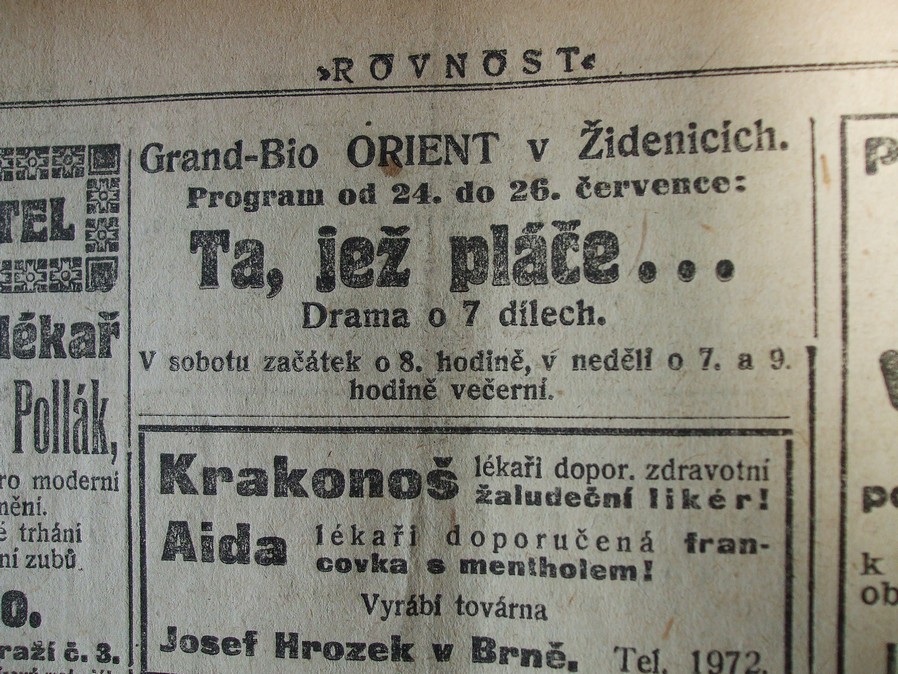 »ROVNOST«
Grand-Bio ORIENT v Židenicích.
Program od 24. do 26. července:
Ta, jež pláče...
Drama o 7 dílech.
V sobotu začátek o 8. hodině, v neděli o 7. a 9.
hodině večerní.
Krakonoš lékaři dopor. zdravotní
žaludeční likér!
Aida lékaři doporučená fran-
covka s mentholem!
Vyrábí továrna
Josef Hrozek v Brně. Tel. 1972.
TEL
lékař
Pollák,
ro moderní
nění.
é trhání
ní zubů.
o.
raží č. 3.
P
po
k
ob